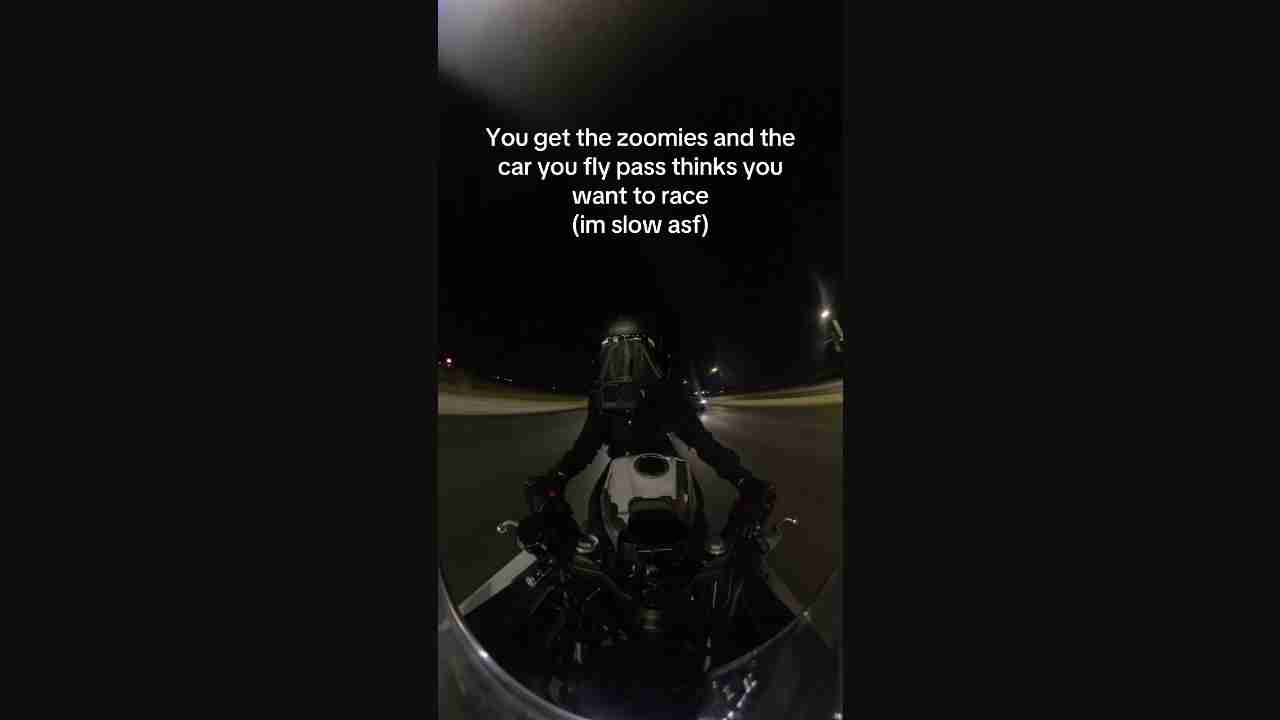 You get the zoomies and the
car you fly pass thinks you
want to race
(im slow asf)